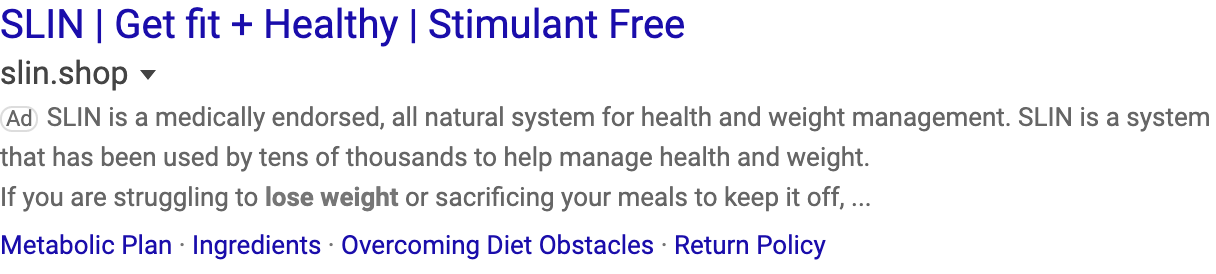 SLIN | Get fit + Healthy | Stimulant Free
slin.shop
Ad SLIN is a medically endorsed, all natural system for health and weight management. SLIN is a system
that has been used by tens of thousands to help manage health and weight.
If you are struggling to lose weight or sacrificing your meals to keep it off, ...
Metabolic Plan · Ingredients · Overcoming Diet Obstacles · Return Policy